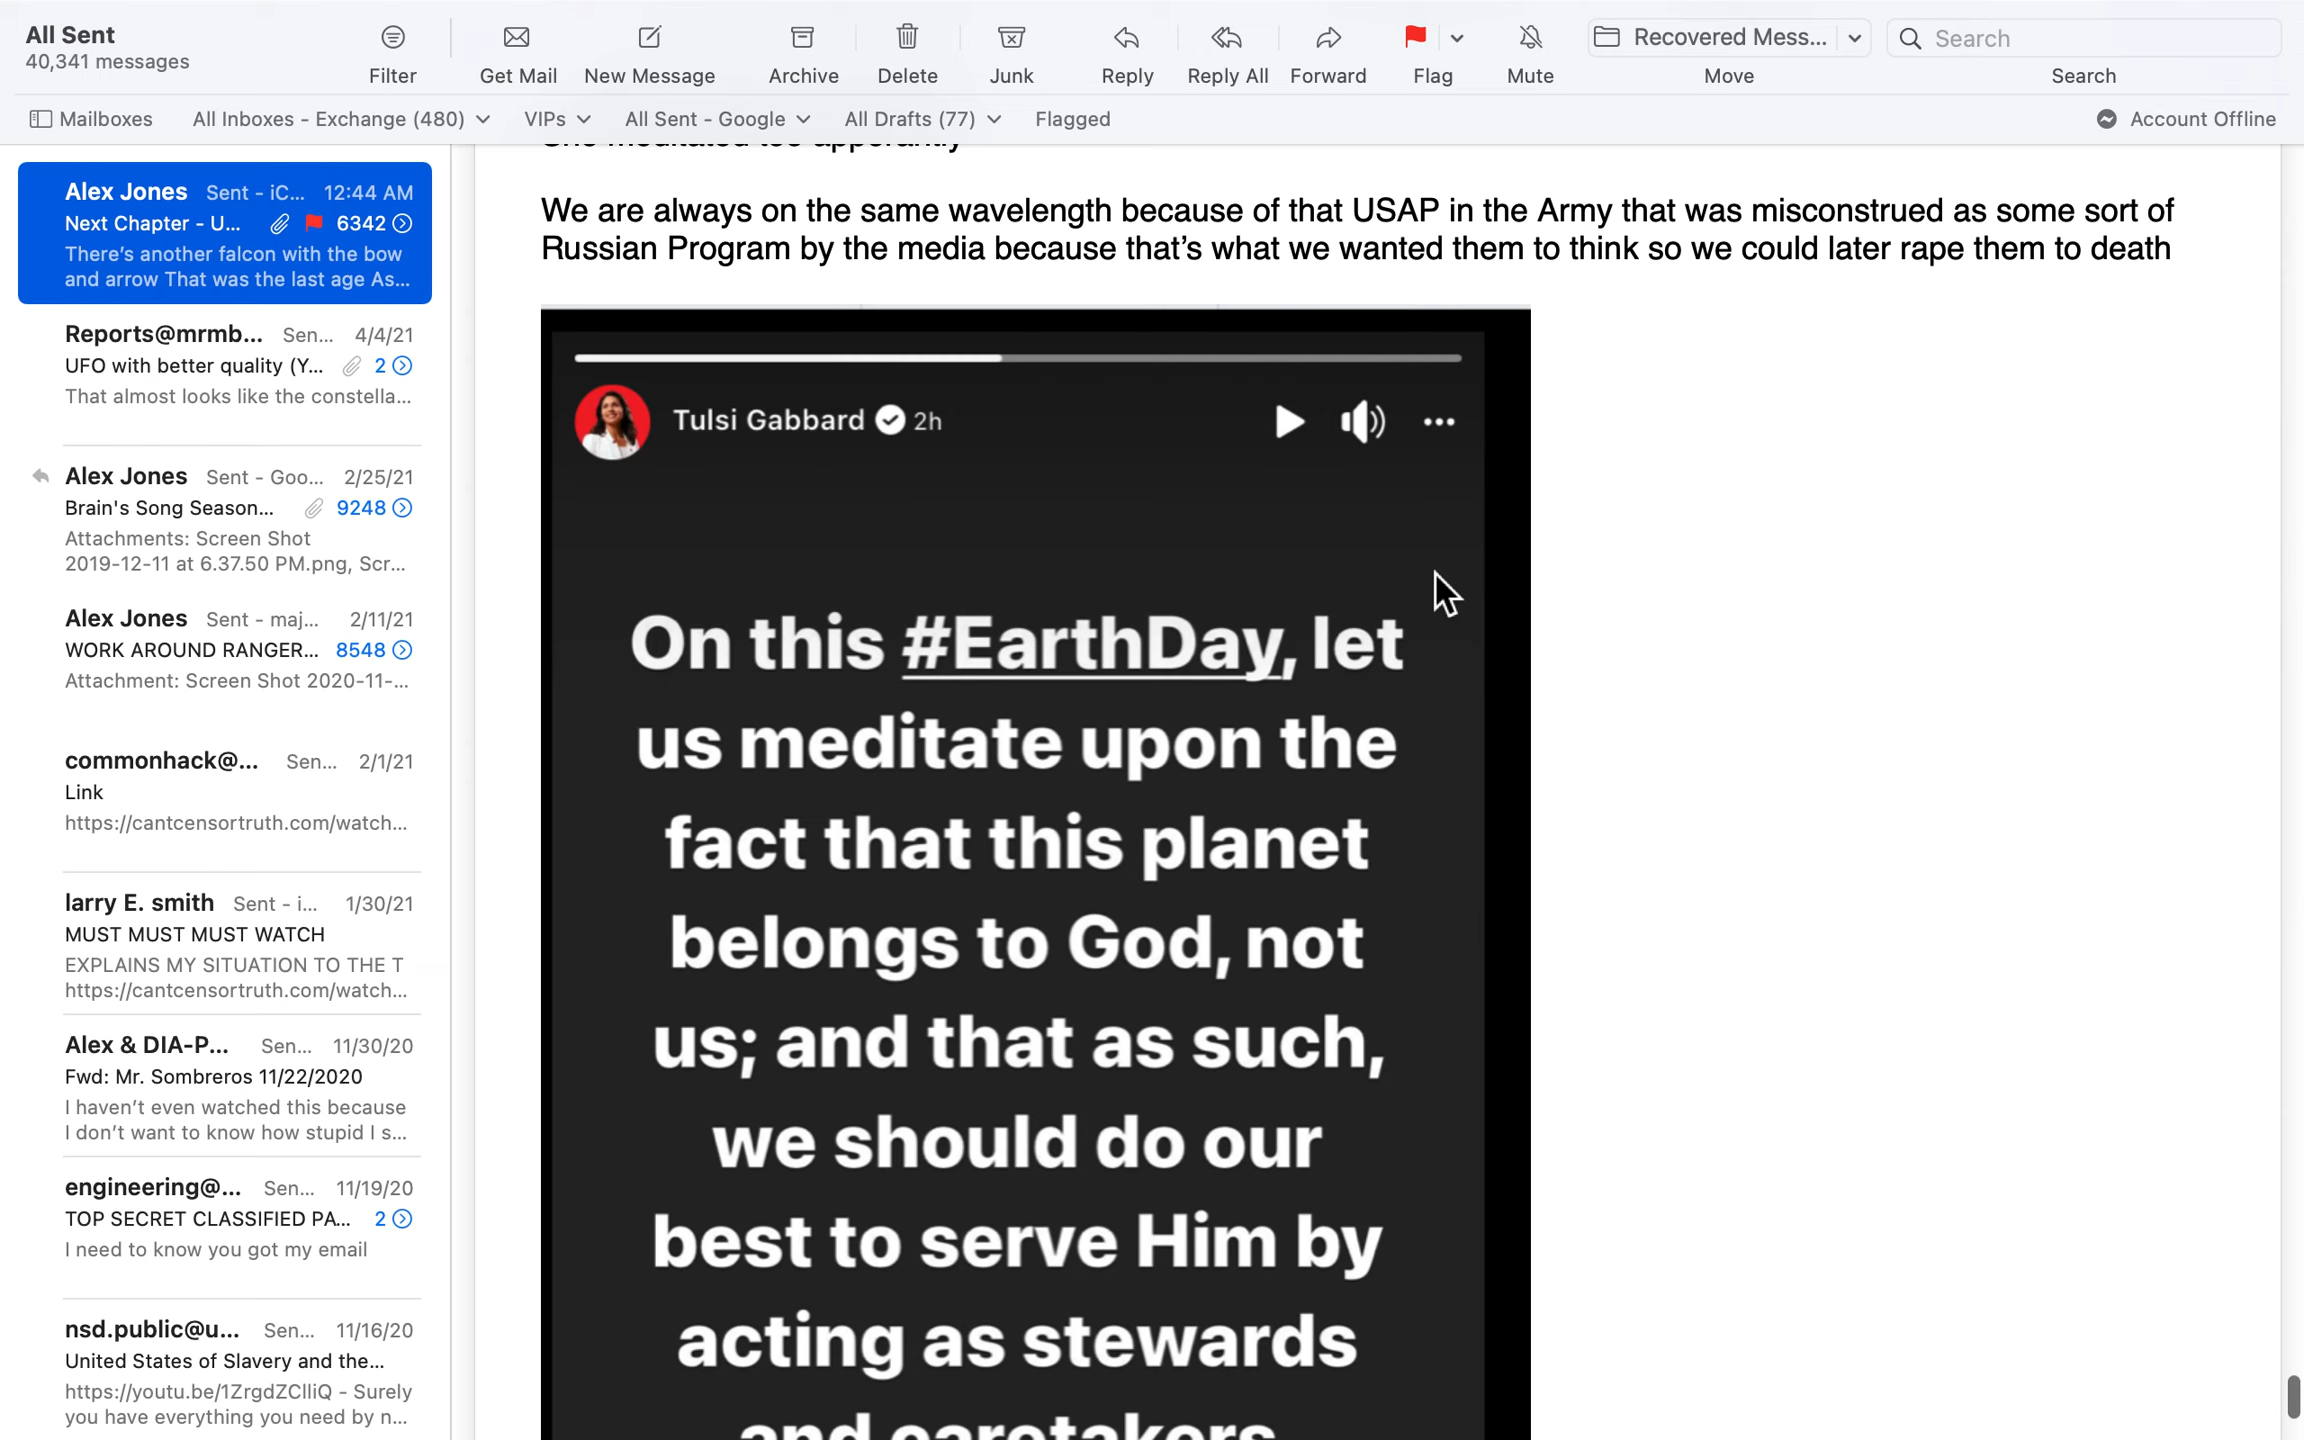 All Sent
40,341 messages
Filter
Get Mail
New Message
Archive
Delete
Junk
Reply
Reply All
Forward
Flag
Mute
Recovered Mess...
Move
Search
Search
Mailboxes
All Inboxes - Exchange (480)
VIPs
All Sent - Google
All Drafts (77)
Flagged
Account Offline
Alex Jones Sent - iC... 12:44 AM
Next Chapter - U... 6342
There's another falcon with the bow
and arrow That was the last age As...
Reports@mrmb... Sen... 4/4/21
UFO with better quality (Y... 2
That almost looks like the constella...
Alex Jones Sent - Goo... 2/25/21
Brain's Song Season... 9248
Attachments: Screen Shot
2019-12-11 at 6.37.50 PM.png, Scr...
Alex Jones Sent - maj... 2/11/21
WORK AROUND RANGER... 8548
Attachment: Screen Shot 2020-11-...
commonhack@... Sen... 2/1/21
Link
https://cantcensortruth.com/watch...
larry E. smith Sent - i... 1/30/21
MUST MUST MUST WATCH
EXPLAINS MY SITUATION TO THE T
https://cantcensortruth.com/watch...
Alex & DIA-P... Sen... 11/30/20
Fwd: Mr. Sombreros 11/22/2020
I haven't even watched this because
I don't want to know how stupid I s...
engineering@... Sen... 11/19/20
TOP SECRET CLASSIFIED PA... 2
I need to know you got my email
nsd.public@u... Sen... 11/16/20
United States of Slavery and the...
https://youtu.be/1ZrgdZClliQ - Surely
you have everything you need by n...
She meditated too apperantly
We are always on the same wavelength because of that USAP in the Army that was misconstrued as some sort of
Russian Program by the media because that's what we wanted them to think so we could later rape them to death
Tulsi Gabbard 2h
On this #EarthDay, let
us meditate upon the
fact that this planet
belongs to God, not
us; and that as such,
we should do our
best to serve Him by
acting as stewards
and caretakers